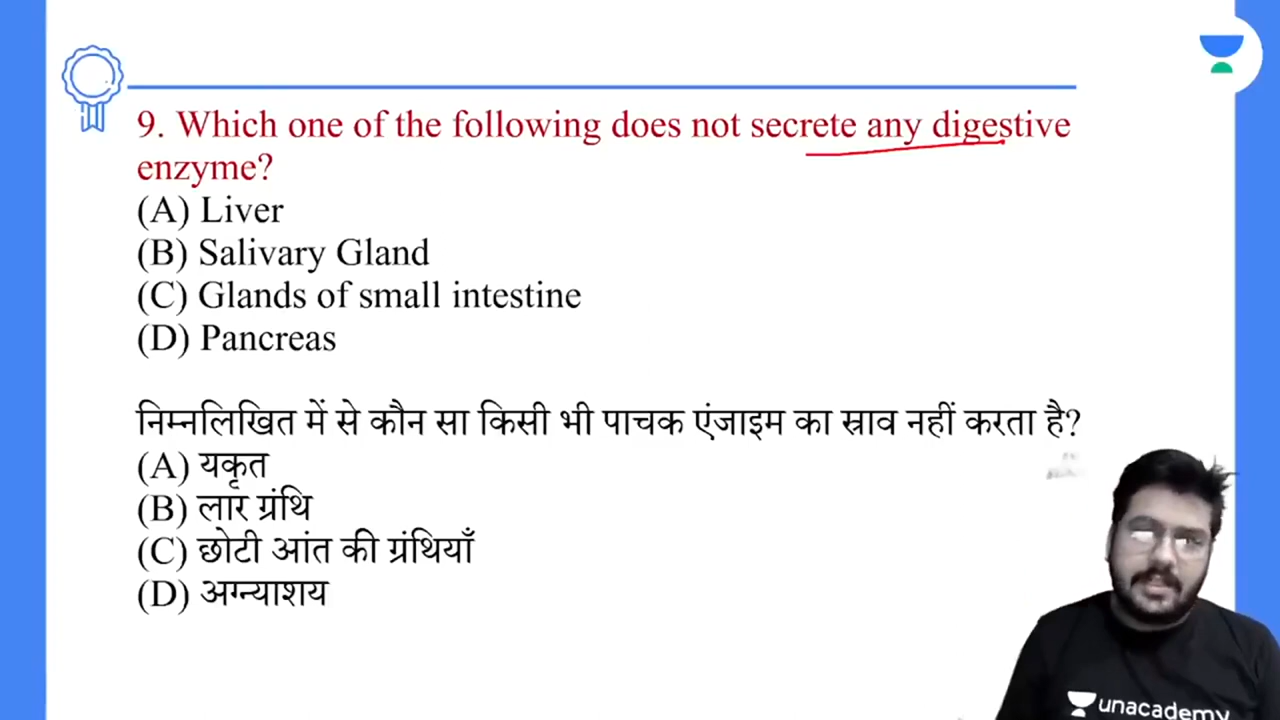 9. Which one of the following does not secrete any digestive
enzyme?
(A) Liver
(B) Salivary Gland
(C) Glands of small intestine
(D) Pancreas
निम्नलिखित में से कौन सा किसी भी पाचक एंजाइम का स्राव नहीं करता है?
(A) यकृत
(B) लार ग्रंथि
(C) छोटी आंत की ग्रंथियाँ
(D) अग्न्याशय
unacademy